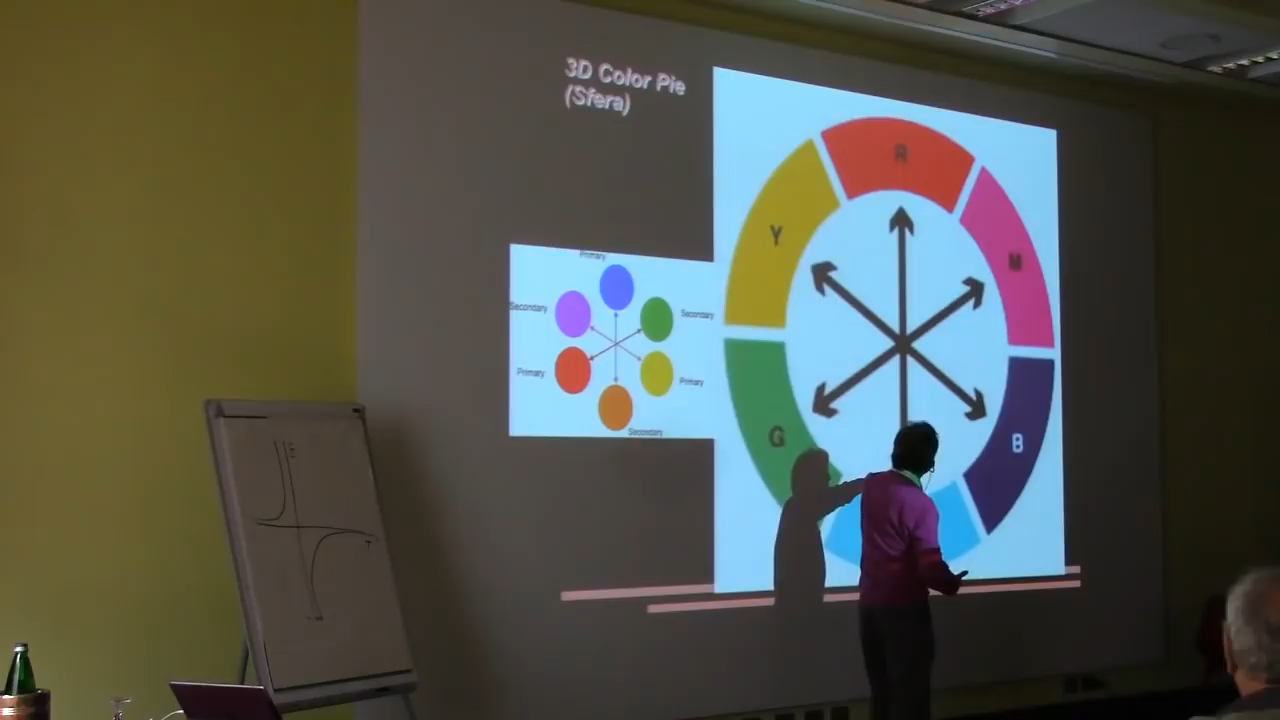 3D Color Pie
(Sfera)
Primary
Secondary
Secondary
Primary
Primary
Secondary
R
Y
M
G
B